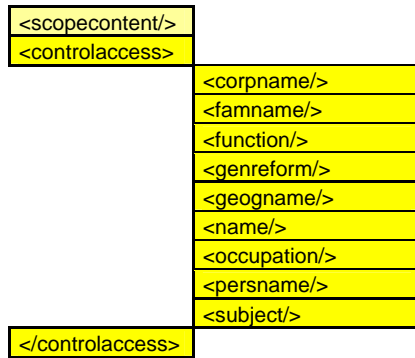 <scopecontent/>
<controlaccess>
<corpname/>
<famname/>
<function/>
<genreform/>
<geogname/>
<name/>
<occupation/>
<persname/>
<subject/>
</controlaccess>